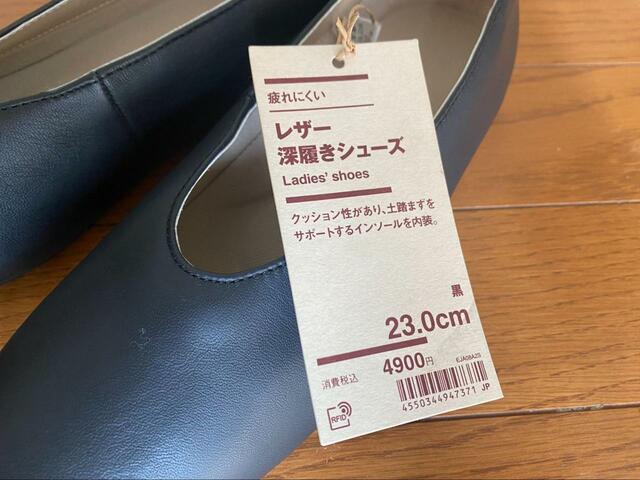 疲れにくい
レザー
深履きシューズ
Ladies' shoes
クッション性があり、土踏まずを
サポートするインソールを内装。
黒
23.0cm
4900円
消費税込
EJA08A2S
4550344947371 JP
RFID